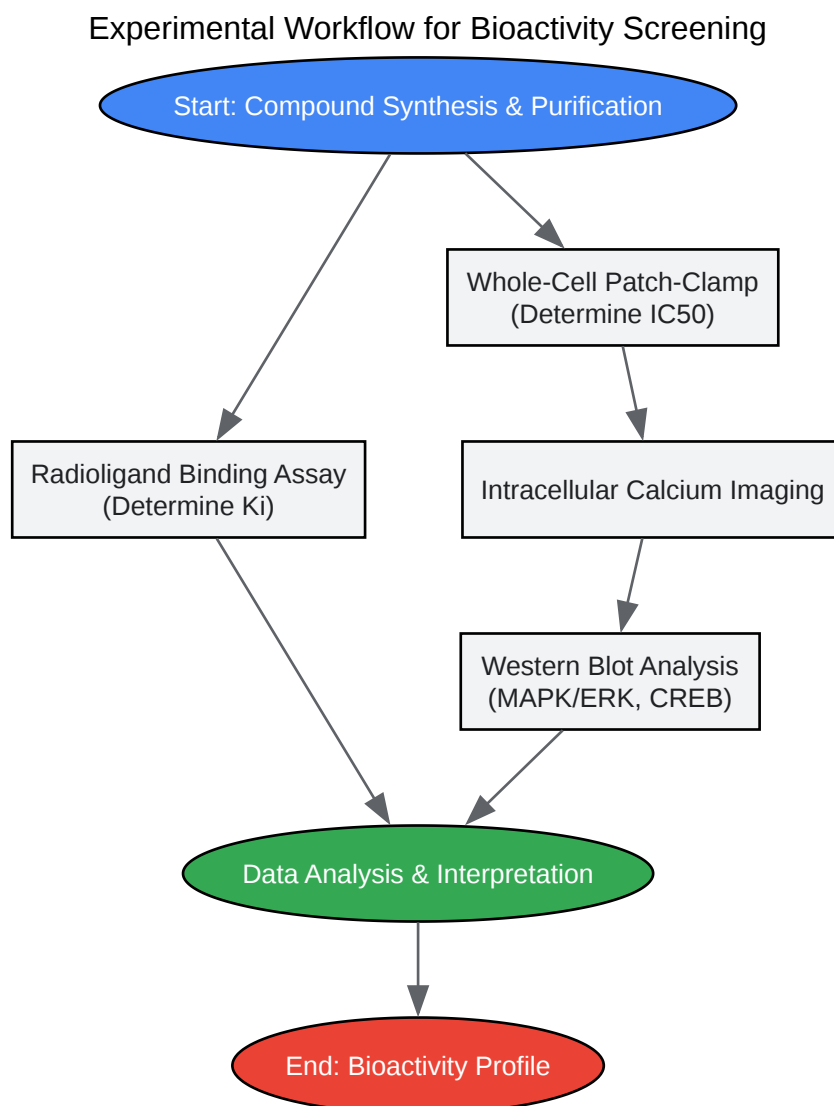 Experimental Workflow for Bioactivity Screening
Start: Compound Synthesis & Purification
Whole-Cell Patch-Clamp
(Determine IC50)
Radioligand Binding Assay
(Determine Ki)
Intracellular Calcium Imaging
Western Blot Analysis
(MAPK/ERK, CREB)
Data Analysis & Interpretation
End: Bioactivity Profile